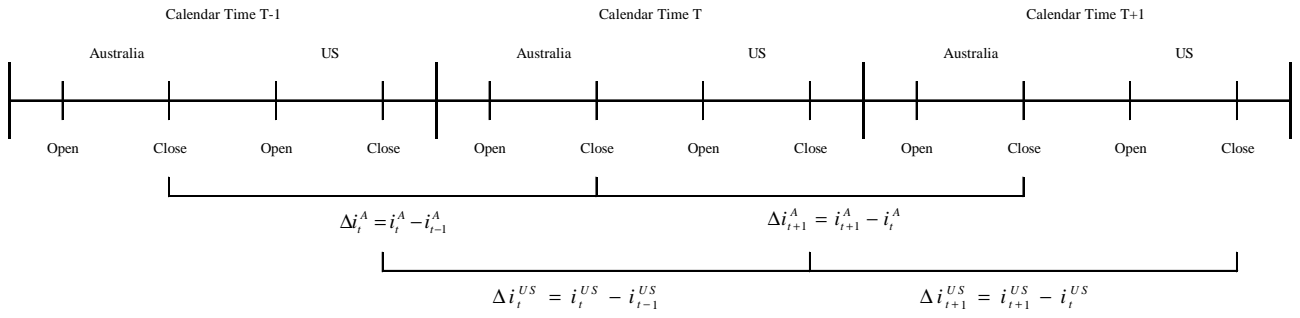 Calendar Time T-1 Calendar Time T Calendar Time T+1
Australia US Australia US Australia US
Open Close Open Close Open Close Open Close Open Close Open Close
Δi_t^A = i_t^A − i_{t−1}^A Δi_{t+1}^A = i_{t+1}^A − i_t^A
Δi_t^{US} = i_t^{US} − i_{t−1}^{US} Δi_{t+1}^{US} = i_{t+1}^{US} − i_t^{US}